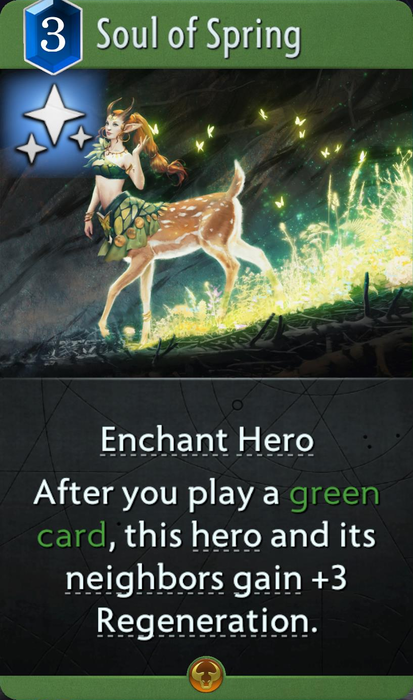 3
Soul of Spring
Enchant Hero
After you play a green
card, this hero and its
neighbors gain +3
Regeneration.